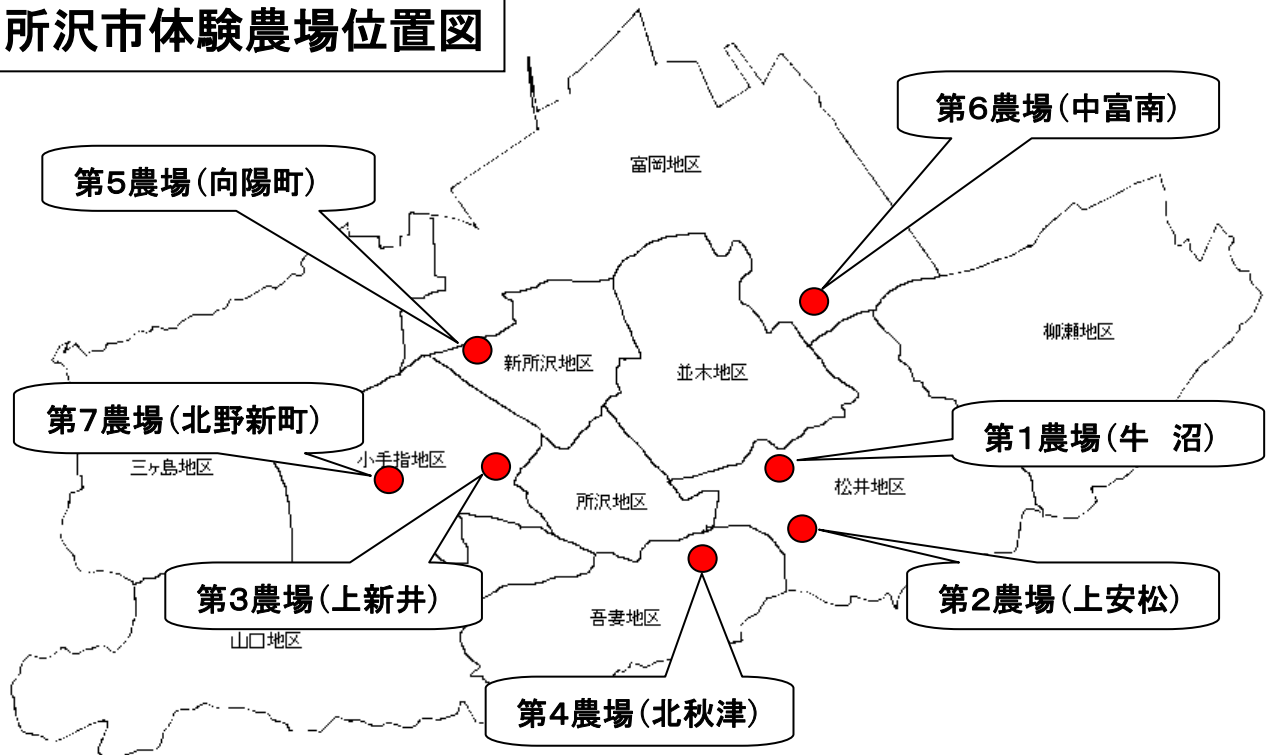 所沢市体験農場位置図
第6農場(中富南)
富岡地区
第5農場(向陽町)
柳瀬地区
新所沢地区
並木地区
第7農場(北野新町)
第1農場(牛　沼)
小手指地区
三ヶ島地区
松井地区
所沢地区
第3農場(上新井)
第2農場(上安松)
吾妻地区
山口地区
第4農場(北秋津)